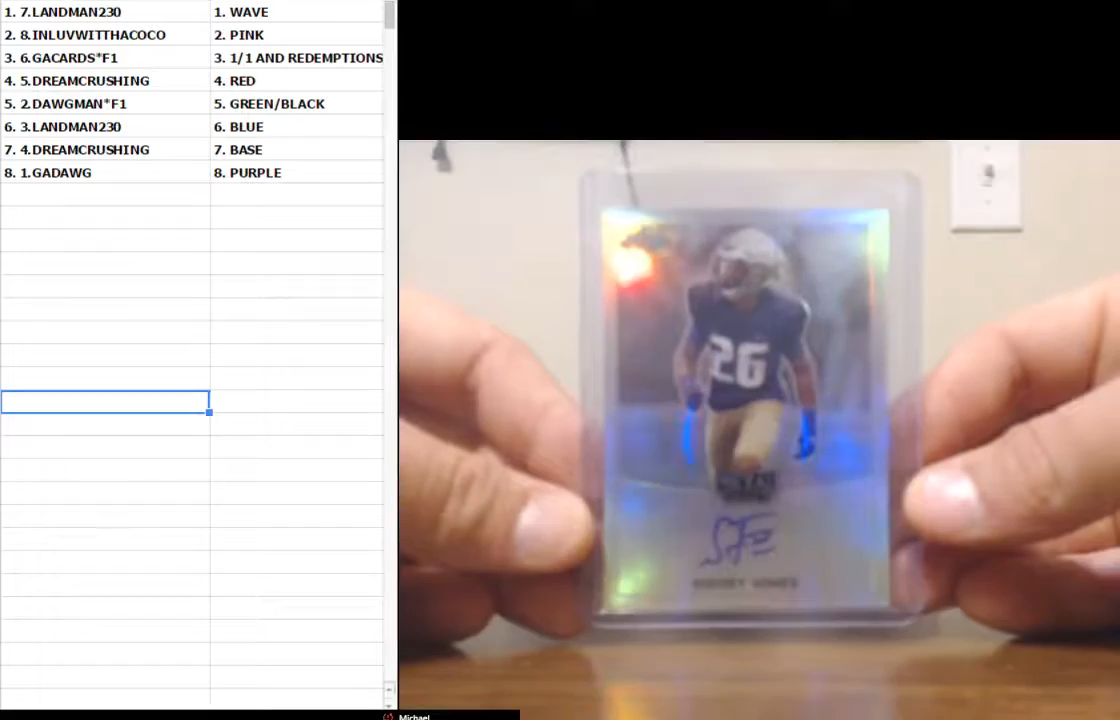 1. 7.LANDMAN230 1. WAVE
2. 8.INLUVWITTHACOCO 2. PINK
3. 6.GACARDS*F1 3. 1/1 AND REDEMPTIONS
4. 5.DREAMCRUSHING 4. RED
5. 2.DAWGMAN*F1 5. GREEN/BLACK
6. 3.LANDMAN230 6. BLUE
7. 4.DREAMCRUSHING 7. BASE
8. 1.GADAWG 8. PURPLE
26
JONES
Michael